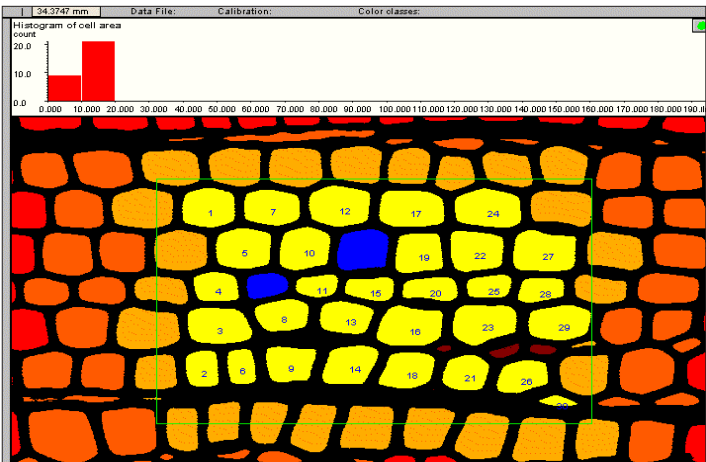 34.3747 mm Data File: Calibration: Color classes:
Histogram of cell area
count
20.0
10.0
0.0
0.000 10.000 20.000 30.000 40.000 50.000 60.000 70.000 80.000 90.000 100.000 110.000 120.000 130.000 140.000 150.000 160.000 170.000 180.000 190.
1 7 12 17 24
5 10 19 22 27
4 11 15 20 25 28
3 8 13 16 23 29
2 6 9 14 18 21 26
30